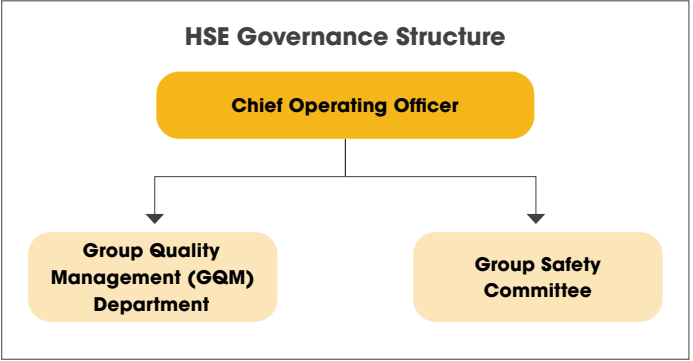 HSE Governance Structure
Chief Operating Officer
Group Quality
Management (GQM)
Department
Group Safety
Committee